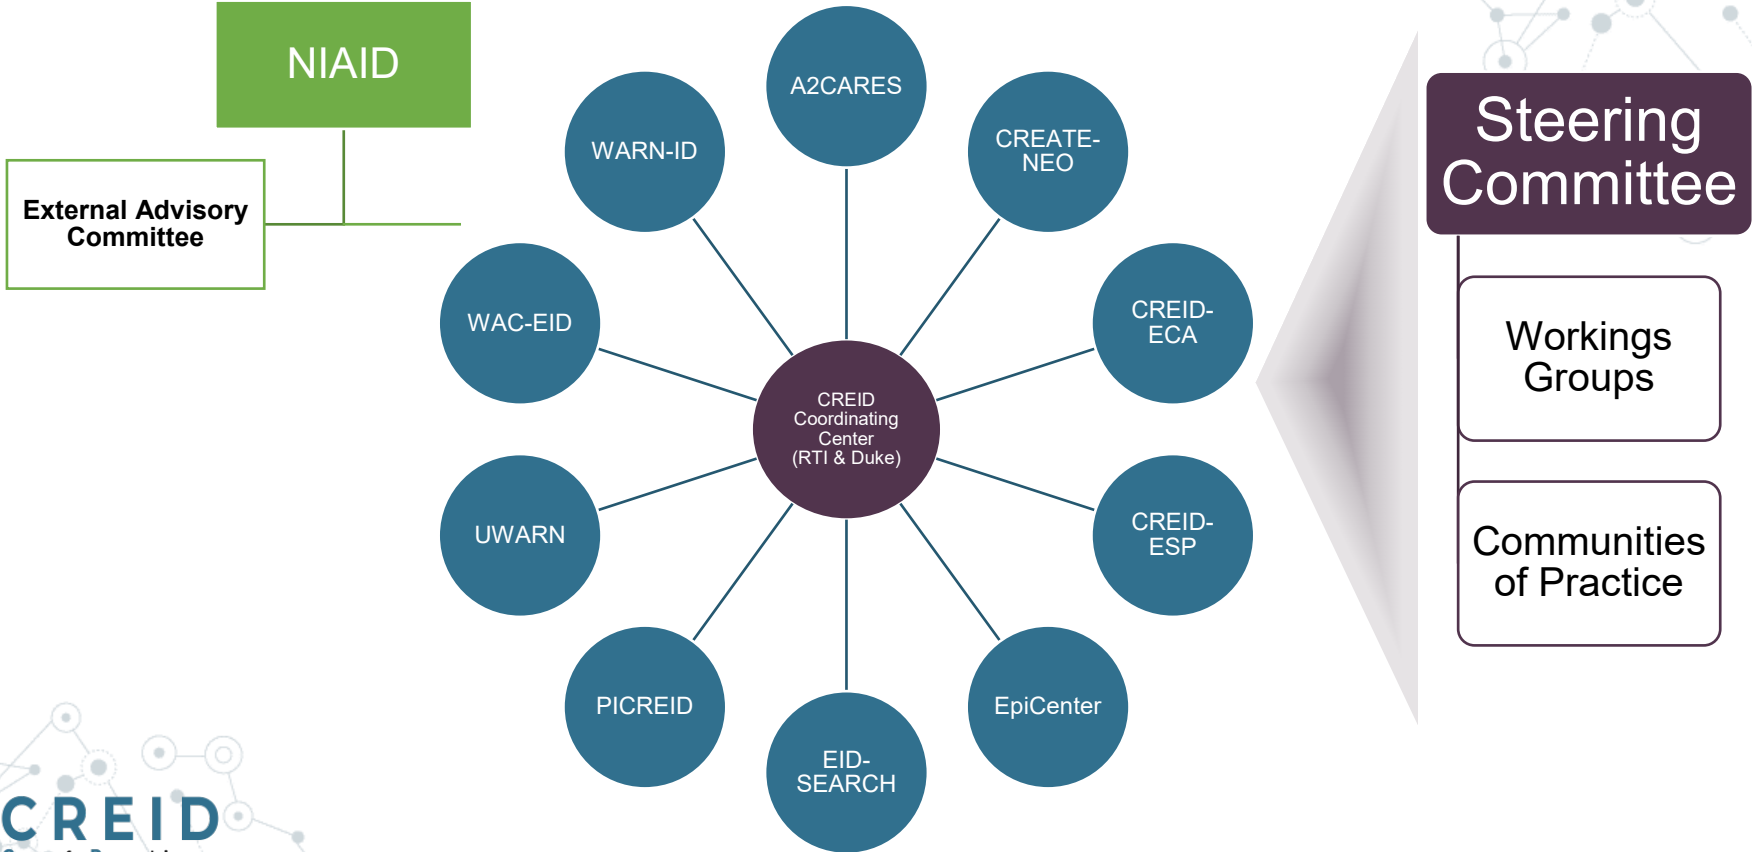 NIAID
External Advisory
Committee
A2CARES
CREATE-
NEO
CREID-
ECA
CREID-
ESP
EpiCenter
EID-
SEARCH
PICREID
UWARN
WAC-EID
WARN-ID
CREID
Coordinating
Center
(RTI & Duke)
Steering
Committee
Workings
Groups
Communities
of Practice
CREID